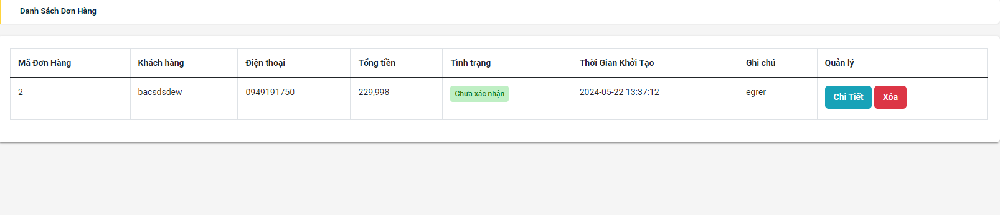 Danh Sách Đơn Hàng
Mã Đơn Hàng Khách hàng Điện thoại Tổng tiền Tình trạng Thời Gian Khởi Tạo Ghi chú Quản lý
2 bacsdsdew 0949191750 229,998 Chưa xác nhận 2024-05-22 13:37:12 egrer Chi Tiết Xóa